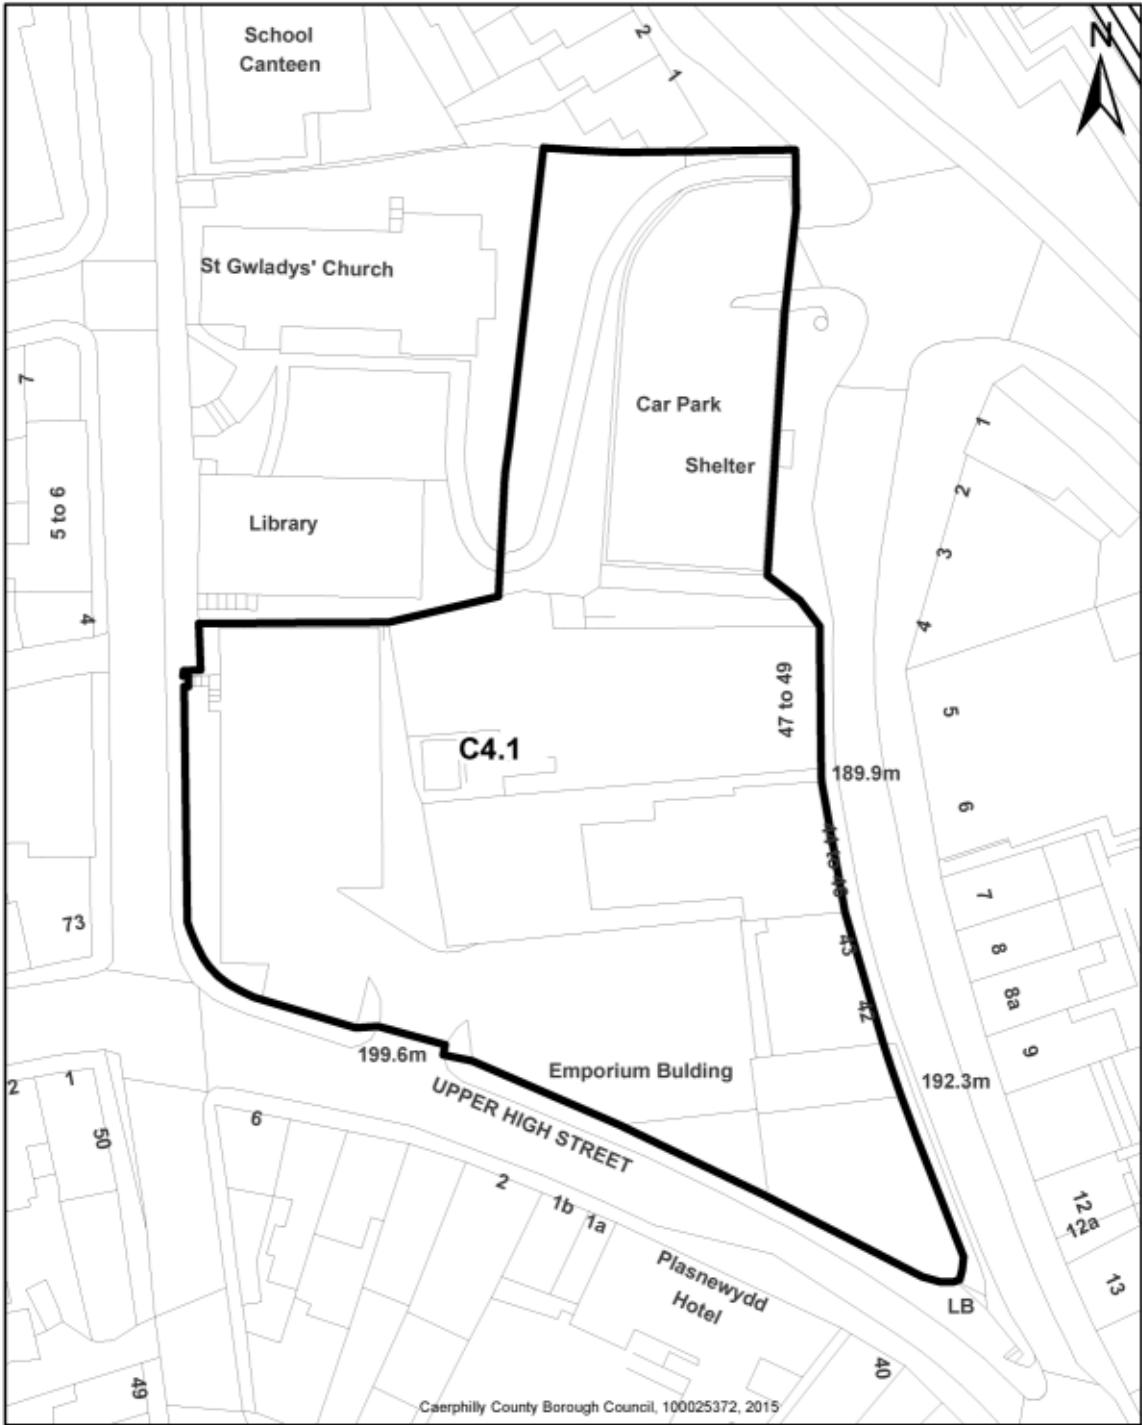 School
Canteen
2
1
N
St Gwladys' Church
7
Car Park
1
Shelter
2
5 to 6
Library
3
4
4
47 to 49
5
C4.1
189.9m
6
43
7
73
8
42
8a
9
199.6m
Emporium Bulding
192.3m
2
1
UPPER HIGH STREET
6
50
2
1b
1a
12
12a
Plasnewydd
Hotel
13
LB
40
49
Caerphilly County Borough Council, 100025372, 2015